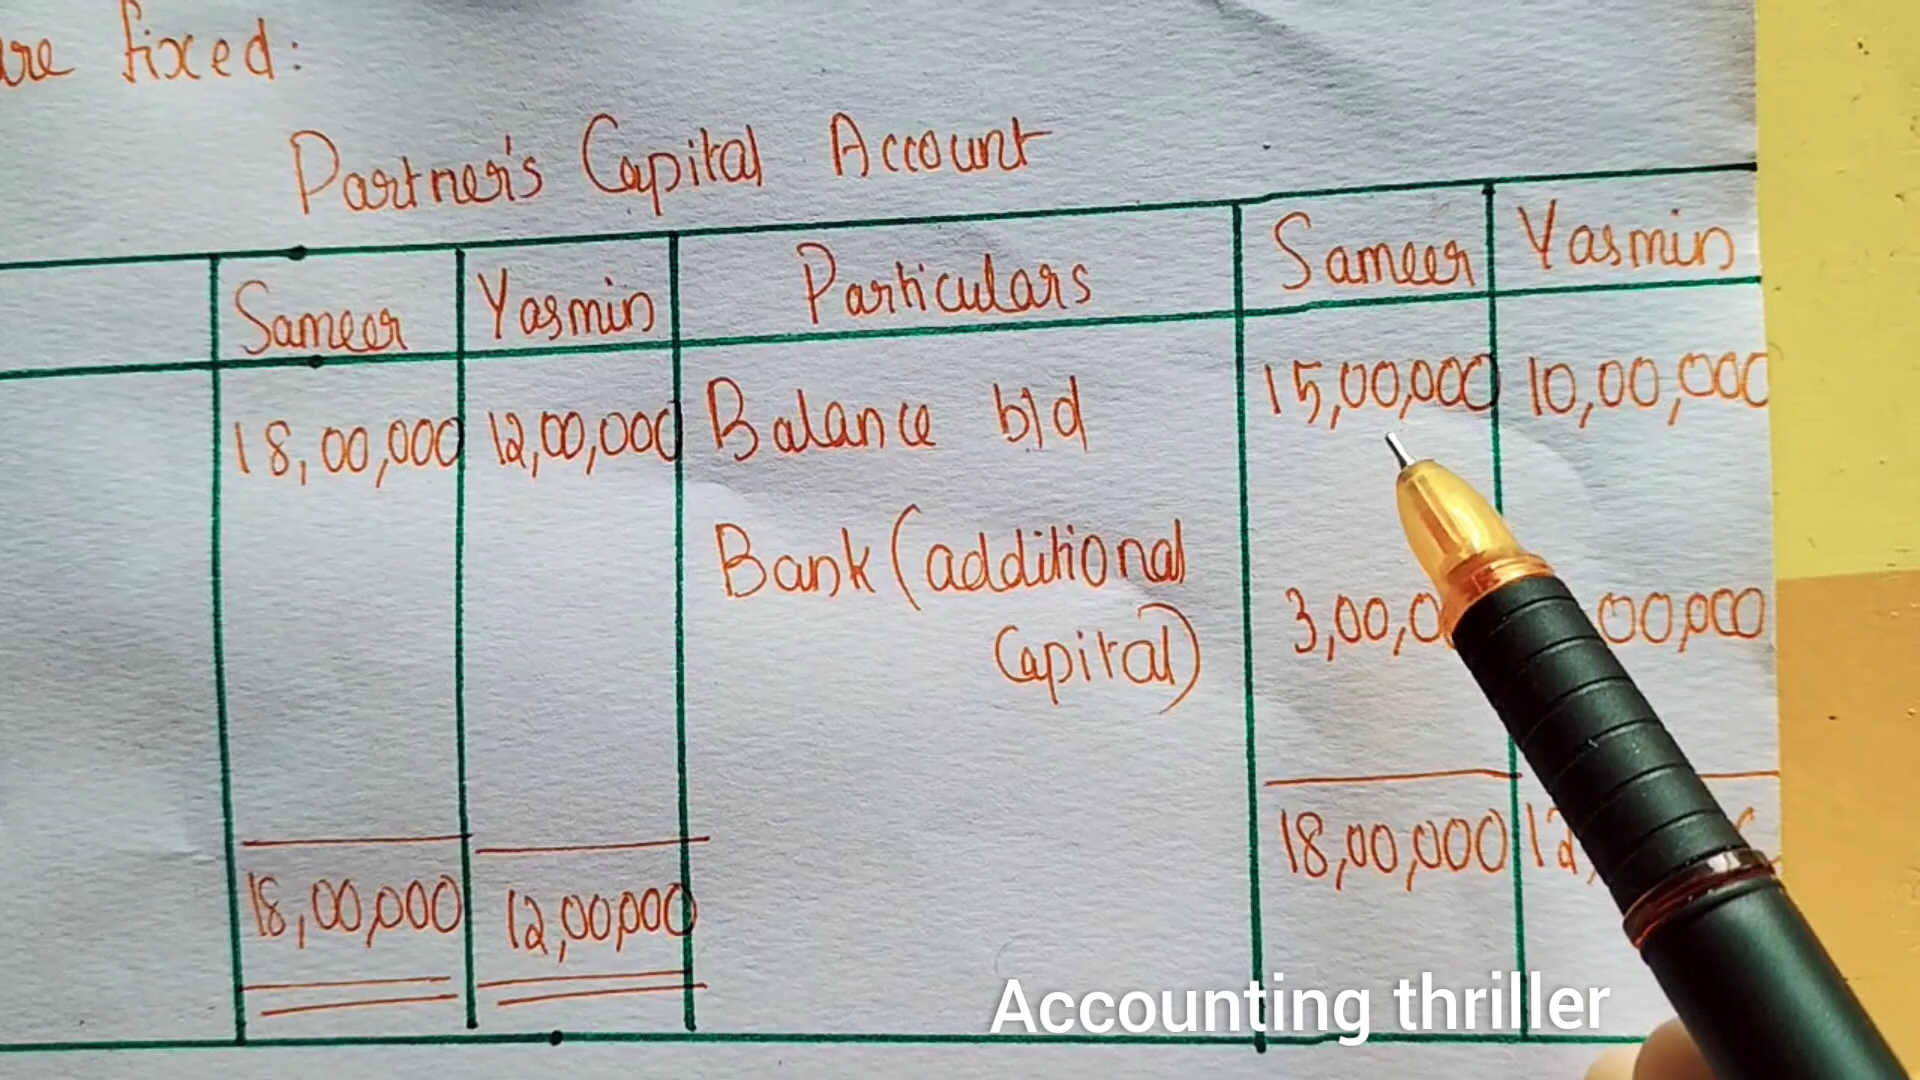 are fixed:
Partner's Capital Account
Sameer Yasmin Particulars Sameer Yasmin
18,00,000 12,00,000 Balance b/d 15,00,000 10,00,000
Bank (additional
Capital)
18,00,000
18,00,000 12,00,000
Accounting thriller